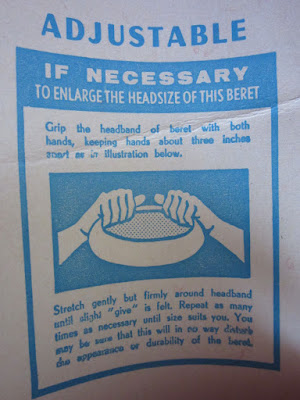 ADJUSTABLE
IF NECESSARY
TO ENLARGE THE HEADSIZE OF THIS BERET
Grip the headband of beret with both
hands, keeping hands about three inches
apart as in illustration below.
Stretch gently but firmly around headband
until slight "give" is felt. Repeat as many
times as necessary until size suits you. You
may be sure that this will in no way disturb
the appearance or durability of the beret.